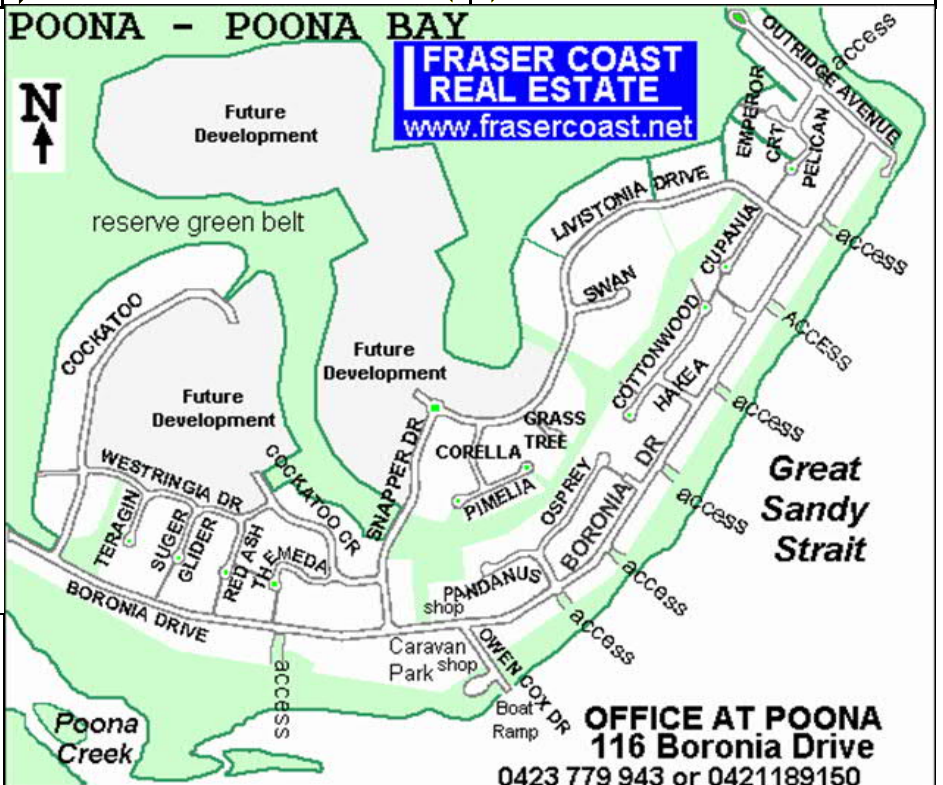 POONA - POONA BAY
FRASER COAST
REAL ESTATE
www.frasercoast.net
N
OUTRIDGE AVENUE
access
EMPEROR
CRT
PELICAN
Future
Development
reserve green belt
LIVISTONIA DRIVE
CUPANIA
access
SWAN
COCKATOO
ACCESS
COTTONWOOD
HAKEA
Future
Development
Future
Development
access
GRASS
TREE
CORELLA
SNAPPER DR
PIMELIA
OSPREY
BORONIA DR
access
Great
Sandy
Strait
WESTRINGIA DR
COCKATOO CR
TERAGIN
SUGER
GLIDER
RED ASH
THEMEDA
PANDANUS
shop
access
access
BORONIA DRIVE
Caravan
Park
shop
OWEN COX DR
access
Boat
Ramp
Poona
Creek
OFFICE AT POONA
116 Boronia Drive
0423 779 943 or 0421189150